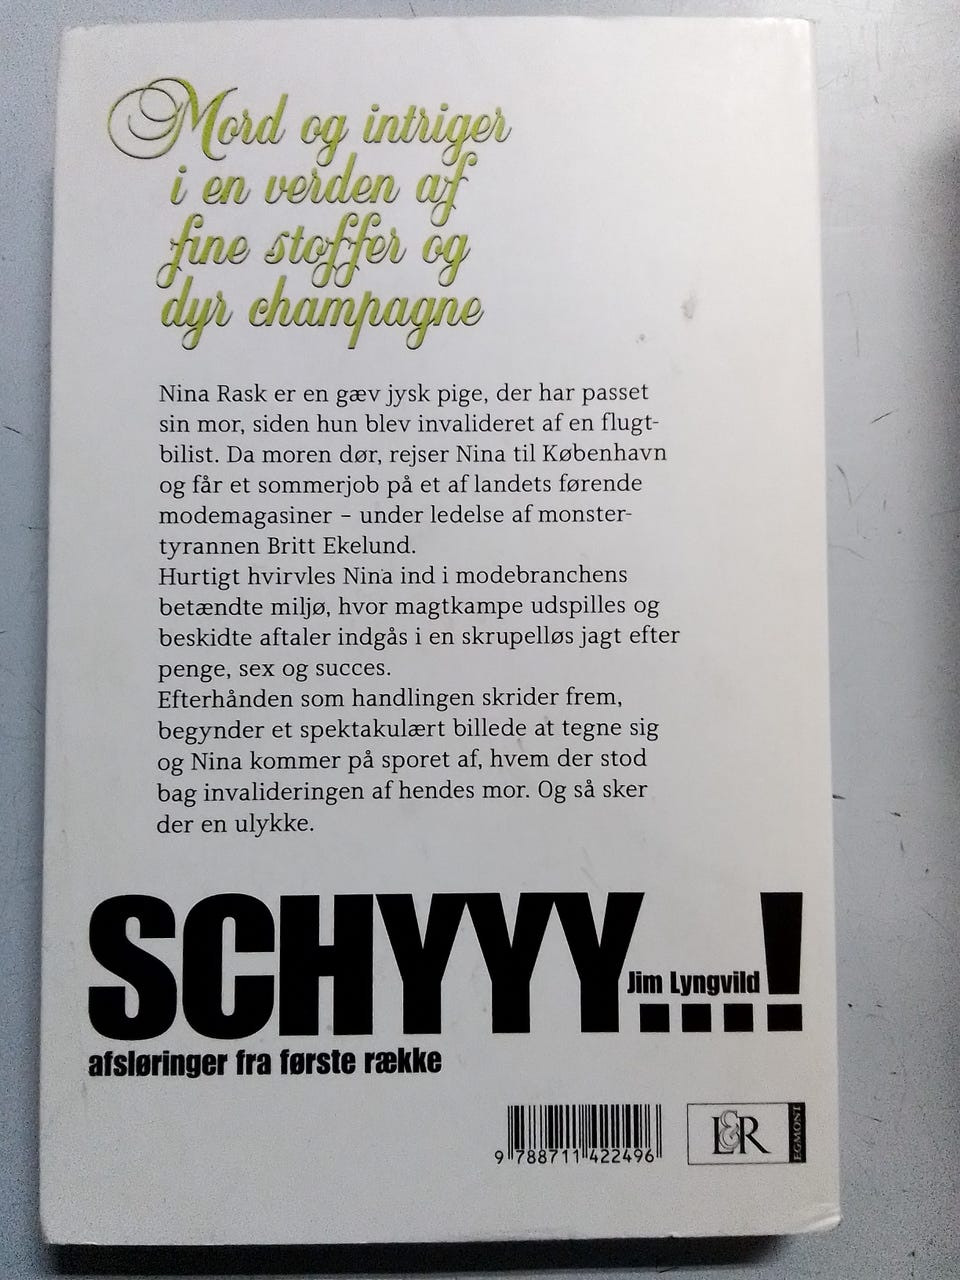 Mord og intriger
i en verden af
fine stoffer og
dyr champagne
Nina Rask er en gæv jysk pige, der har passet
sin mor, siden hun blev invalideret af en flugt-
bilist. Da moren dør, rejser Nina til København
og får et sommerjob på et af landets førende
modemagasiner – under ledelse af monster-
tyrannen Britt Ekelund.
Hurtigt hvirvles Nina ind i modebranchens
betændte miljø, hvor magtkampe udspilles og
beskidte aftaler indgås i en skrupelløs jagt efter
penge, sex og succes.
Efterhånden som handlingen skrider frem,
begynder et spektakulært billede at tegne sig
og Nina kommer på sporet af, hvem der stod
bag invalideringen af hendes mor. Og så sker
der en ulykke.
SCHYYY...!
Jim Lyngvild
afsløringer fra første række
9 788711 422496
L&R
EGMONT